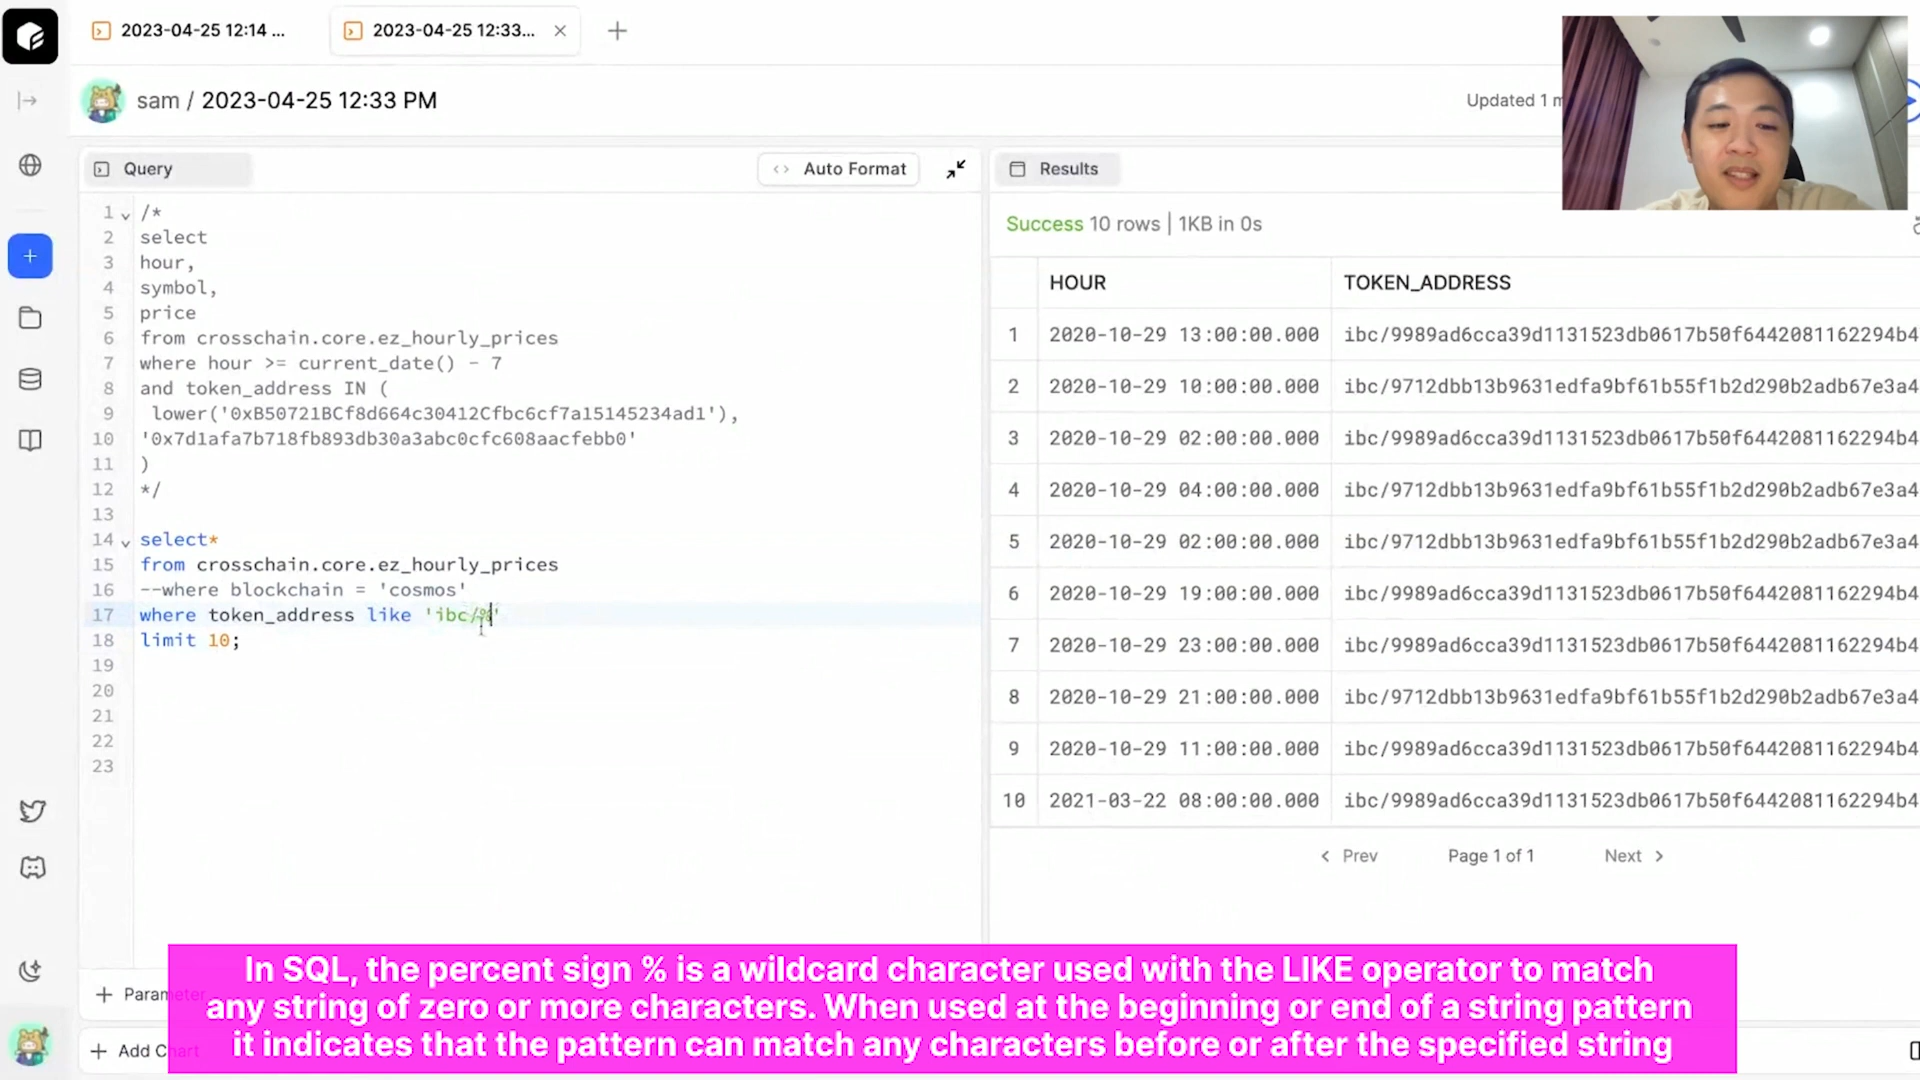 2023-04-25 12:14 ...
2023-04-25 12:33...
sam / 2023-04-25 12:33 PM
Updated 1 m
Query
Auto Format
Results
1 /*
2 select
3 hour,
4 symbol,
5 price
6 from crosschain.core.ez_hourly_prices
7 where hour >= current_date() - 7
8 and token_address IN (
9 lower('0xB50721BCf8d664c30412Cfbc6cf7a15145234ad1'),
10 '0x7d1afa7b718fb893db30a3abc0cfc608aacfebb0'
11 )
12 */
13
14 select*
15 from crosschain.core.ez_hourly_prices
16 --where blockchain = 'cosmos'
17 where token_address like 'ibc/%'
18 limit 10;
19
20
21
22
23
Success 10 rows | 1KB in 0s
HOUR TOKEN_ADDRESS
1 2020-10-29 13:00:00.000 ibc/9989ad6cca39d1131523db0617b50f6442081162294b4
2 2020-10-29 10:00:00.000 ibc/9712dbb13b9631edfa9bf61b55f1b2d290b2adb67e3a4
3 2020-10-29 02:00:00.000 ibc/9989ad6cca39d1131523db0617b50f6442081162294b4
4 2020-10-29 04:00:00.000 ibc/9712dbb13b9631edfa9bf61b55f1b2d290b2adb67e3a4
5 2020-10-29 02:00:00.000 ibc/9712dbb13b9631edfa9bf61b55f1b2d290b2adb67e3a4
6 2020-10-29 19:00:00.000 ibc/9989ad6cca39d1131523db0617b50f6442081162294b4
7 2020-10-29 23:00:00.000 ibc/9989ad6cca39d1131523db0617b50f6442081162294b4
8 2020-10-29 21:00:00.000 ibc/9712dbb13b9631edfa9bf61b55f1b2d290b2adb67e3a4
9 2020-10-29 11:00:00.000 ibc/9989ad6cca39d1131523db0617b50f6442081162294b4
10 2021-03-22 08:00:00.000 ibc/9989ad6cca39d1131523db0617b50f6442081162294b4
Prev Page 1 of 1 Next
Parameter
Add Chart
In SQL, the percent sign % is a wildcard character used with the LIKE operator to match
any string of zero or more characters. When used at the beginning or end of a string pattern
it indicates that the pattern can match any characters before or after the specified string